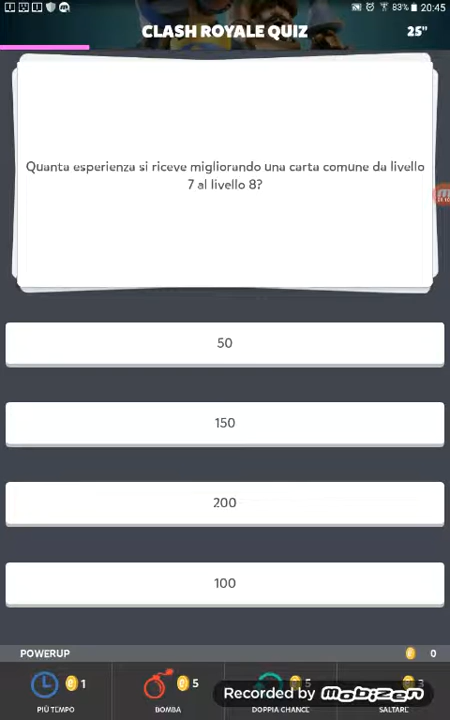 83% 20:45
CLASH ROYALE QUIZ
25"
Quanta esperienza si riceve migliorando una carta comune da livello
7 al livello 8?
50
150
200
100
POWERUP
0
1
5
5
3
Recorded by Mobizen
PIÙ TEMPO
BOMBA
DOPPIA CHANCE
SALTARE